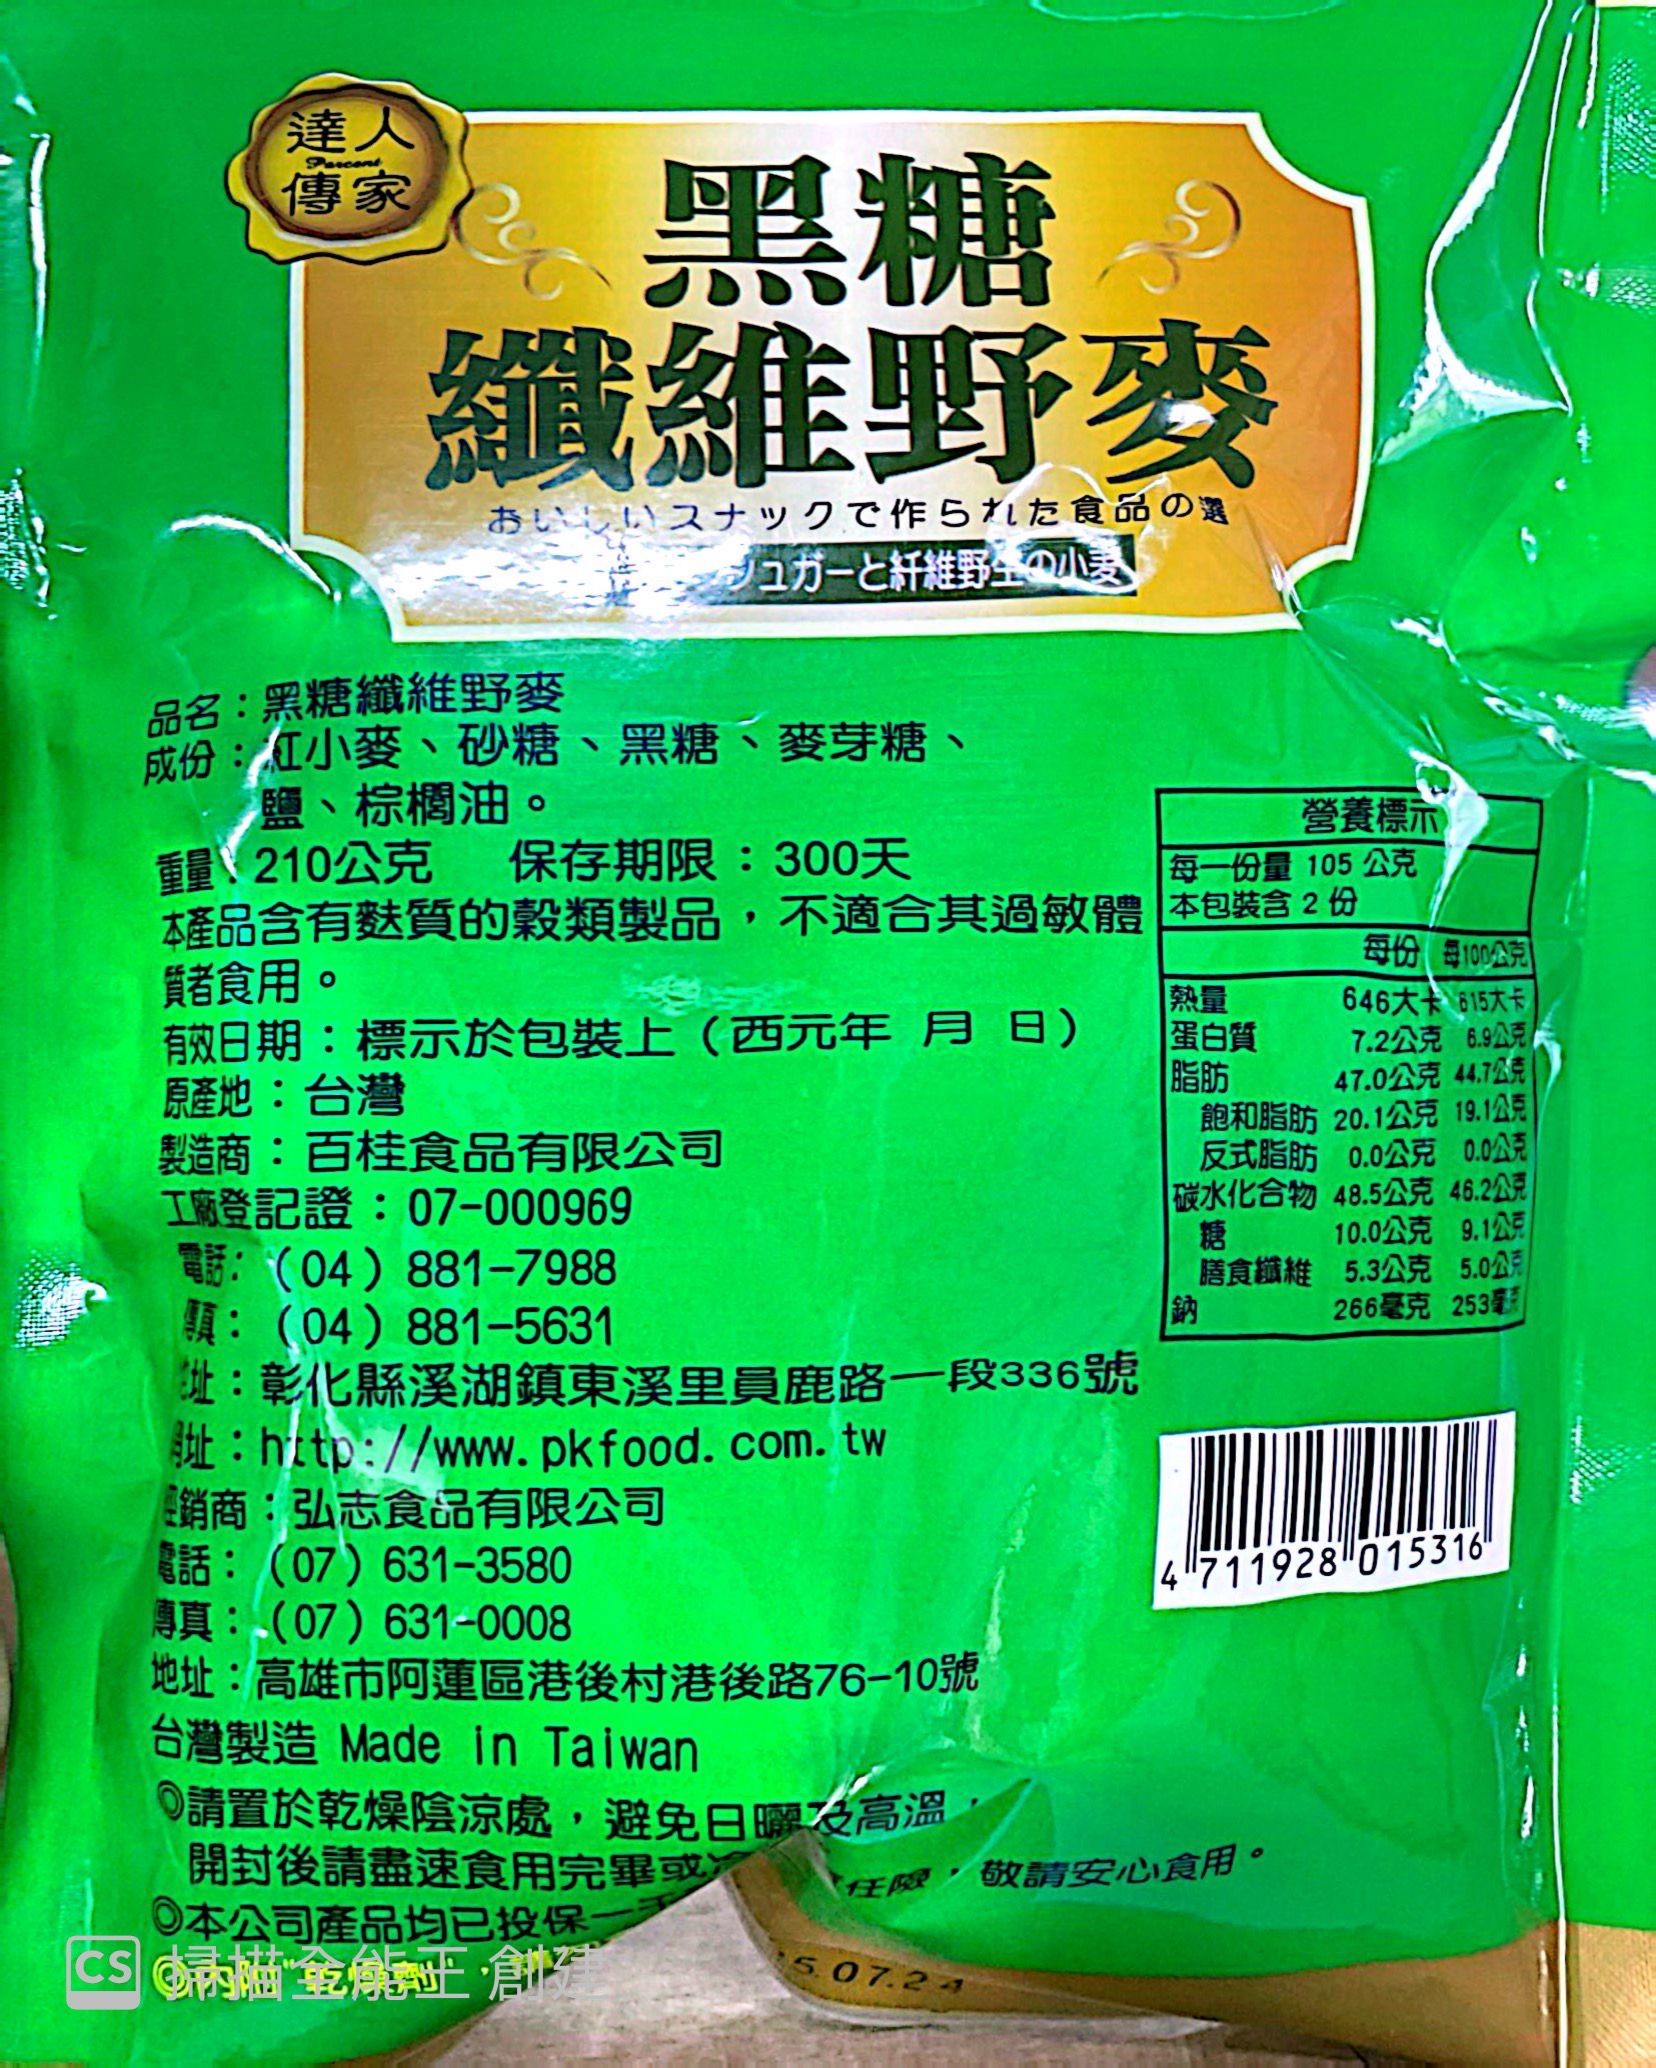 達人
Parcent
傳家
黑糖
纖維野麥
おいしいスナックで作られた食品の選
シュガーと紆維野生の小麦
品名：黑糖纖維野麥
成份：紅小麥、砂糖、黑糖、麥芽糖、
鹽、棕櫚油。
重量：210公克 保存期限：300天
本產品含有麩質的穀類製品，不適合其過敏體
質者食用。
有效日期：標示於包裝上（西元年 月 日）
原產地：台灣
製造商：百桂食品有限公司
工廠登記證：07-000969
電話：（04）881-7988
傳真：（04）881-5631
址：彰化縣溪湖鎮東溪里員鹿路一段336號
網址：http://www.pkfood.com.tw
經銷商：弘志食品有限公司
電話：（07）631-3580
傳真：（07）631-0008
地址：高雄市阿蓮區港後村港後路76-10號
台灣製造 Made in Taiwan
◎請置於乾燥陰涼處，避免日曬及高溫，
開封後請盡速食用完畢或
◎本公司產品均已投保一千 責任險，敬請安心食用。
◎內附"乾燥劑"，
營養標示
每一份量 105 公克
本包裝含 2 份
每份 每100公克
熱量 646大卡 615大卡
蛋白質 7.2公克 6.9公克
脂肪 47.0公克 44.7公克
飽和脂肪 20.1公克 19.1公克
反式脂肪 0.0公克 0.0公克
碳水化合物 48.5公克 46.2公克
糖 10.0公克 9.1公克
膳食纖維 5.3公克 5.0公克
鈉 266毫克 253毫克
4 711928 015316
5.07.24
CS 掃描全能王 創建